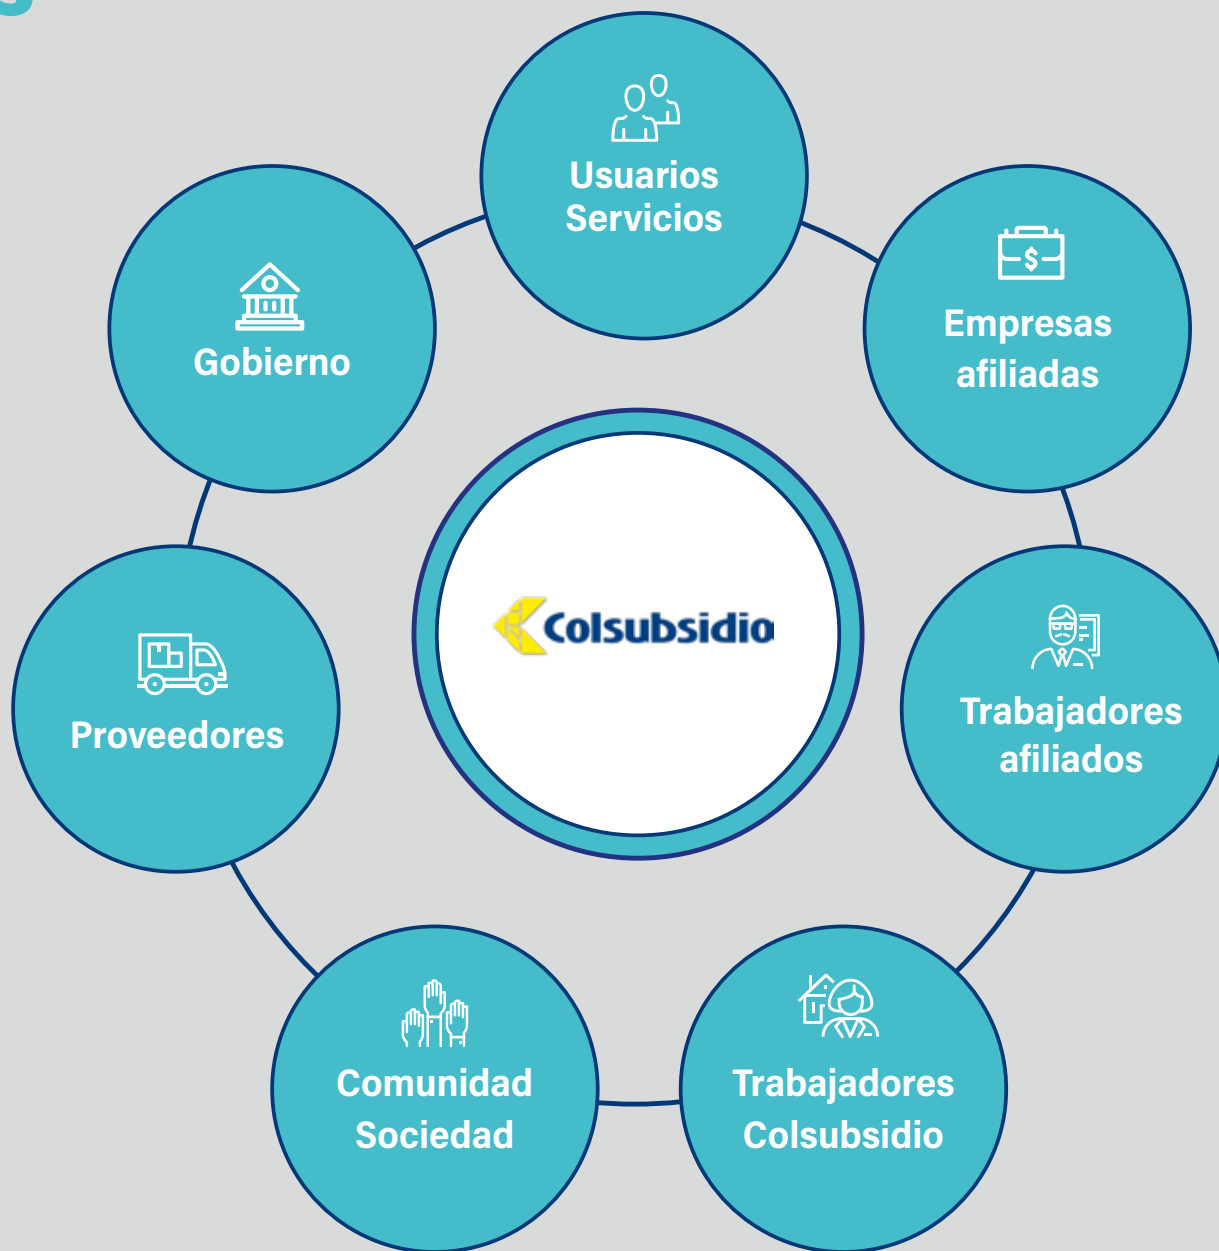 Usuarios
Servicios
Empresas
afiliadas
Gobierno
Colsubsidio
Trabajadores
afiliados
Proveedores
Comunidad
Sociedad
Trabajadores
Colsubsidio